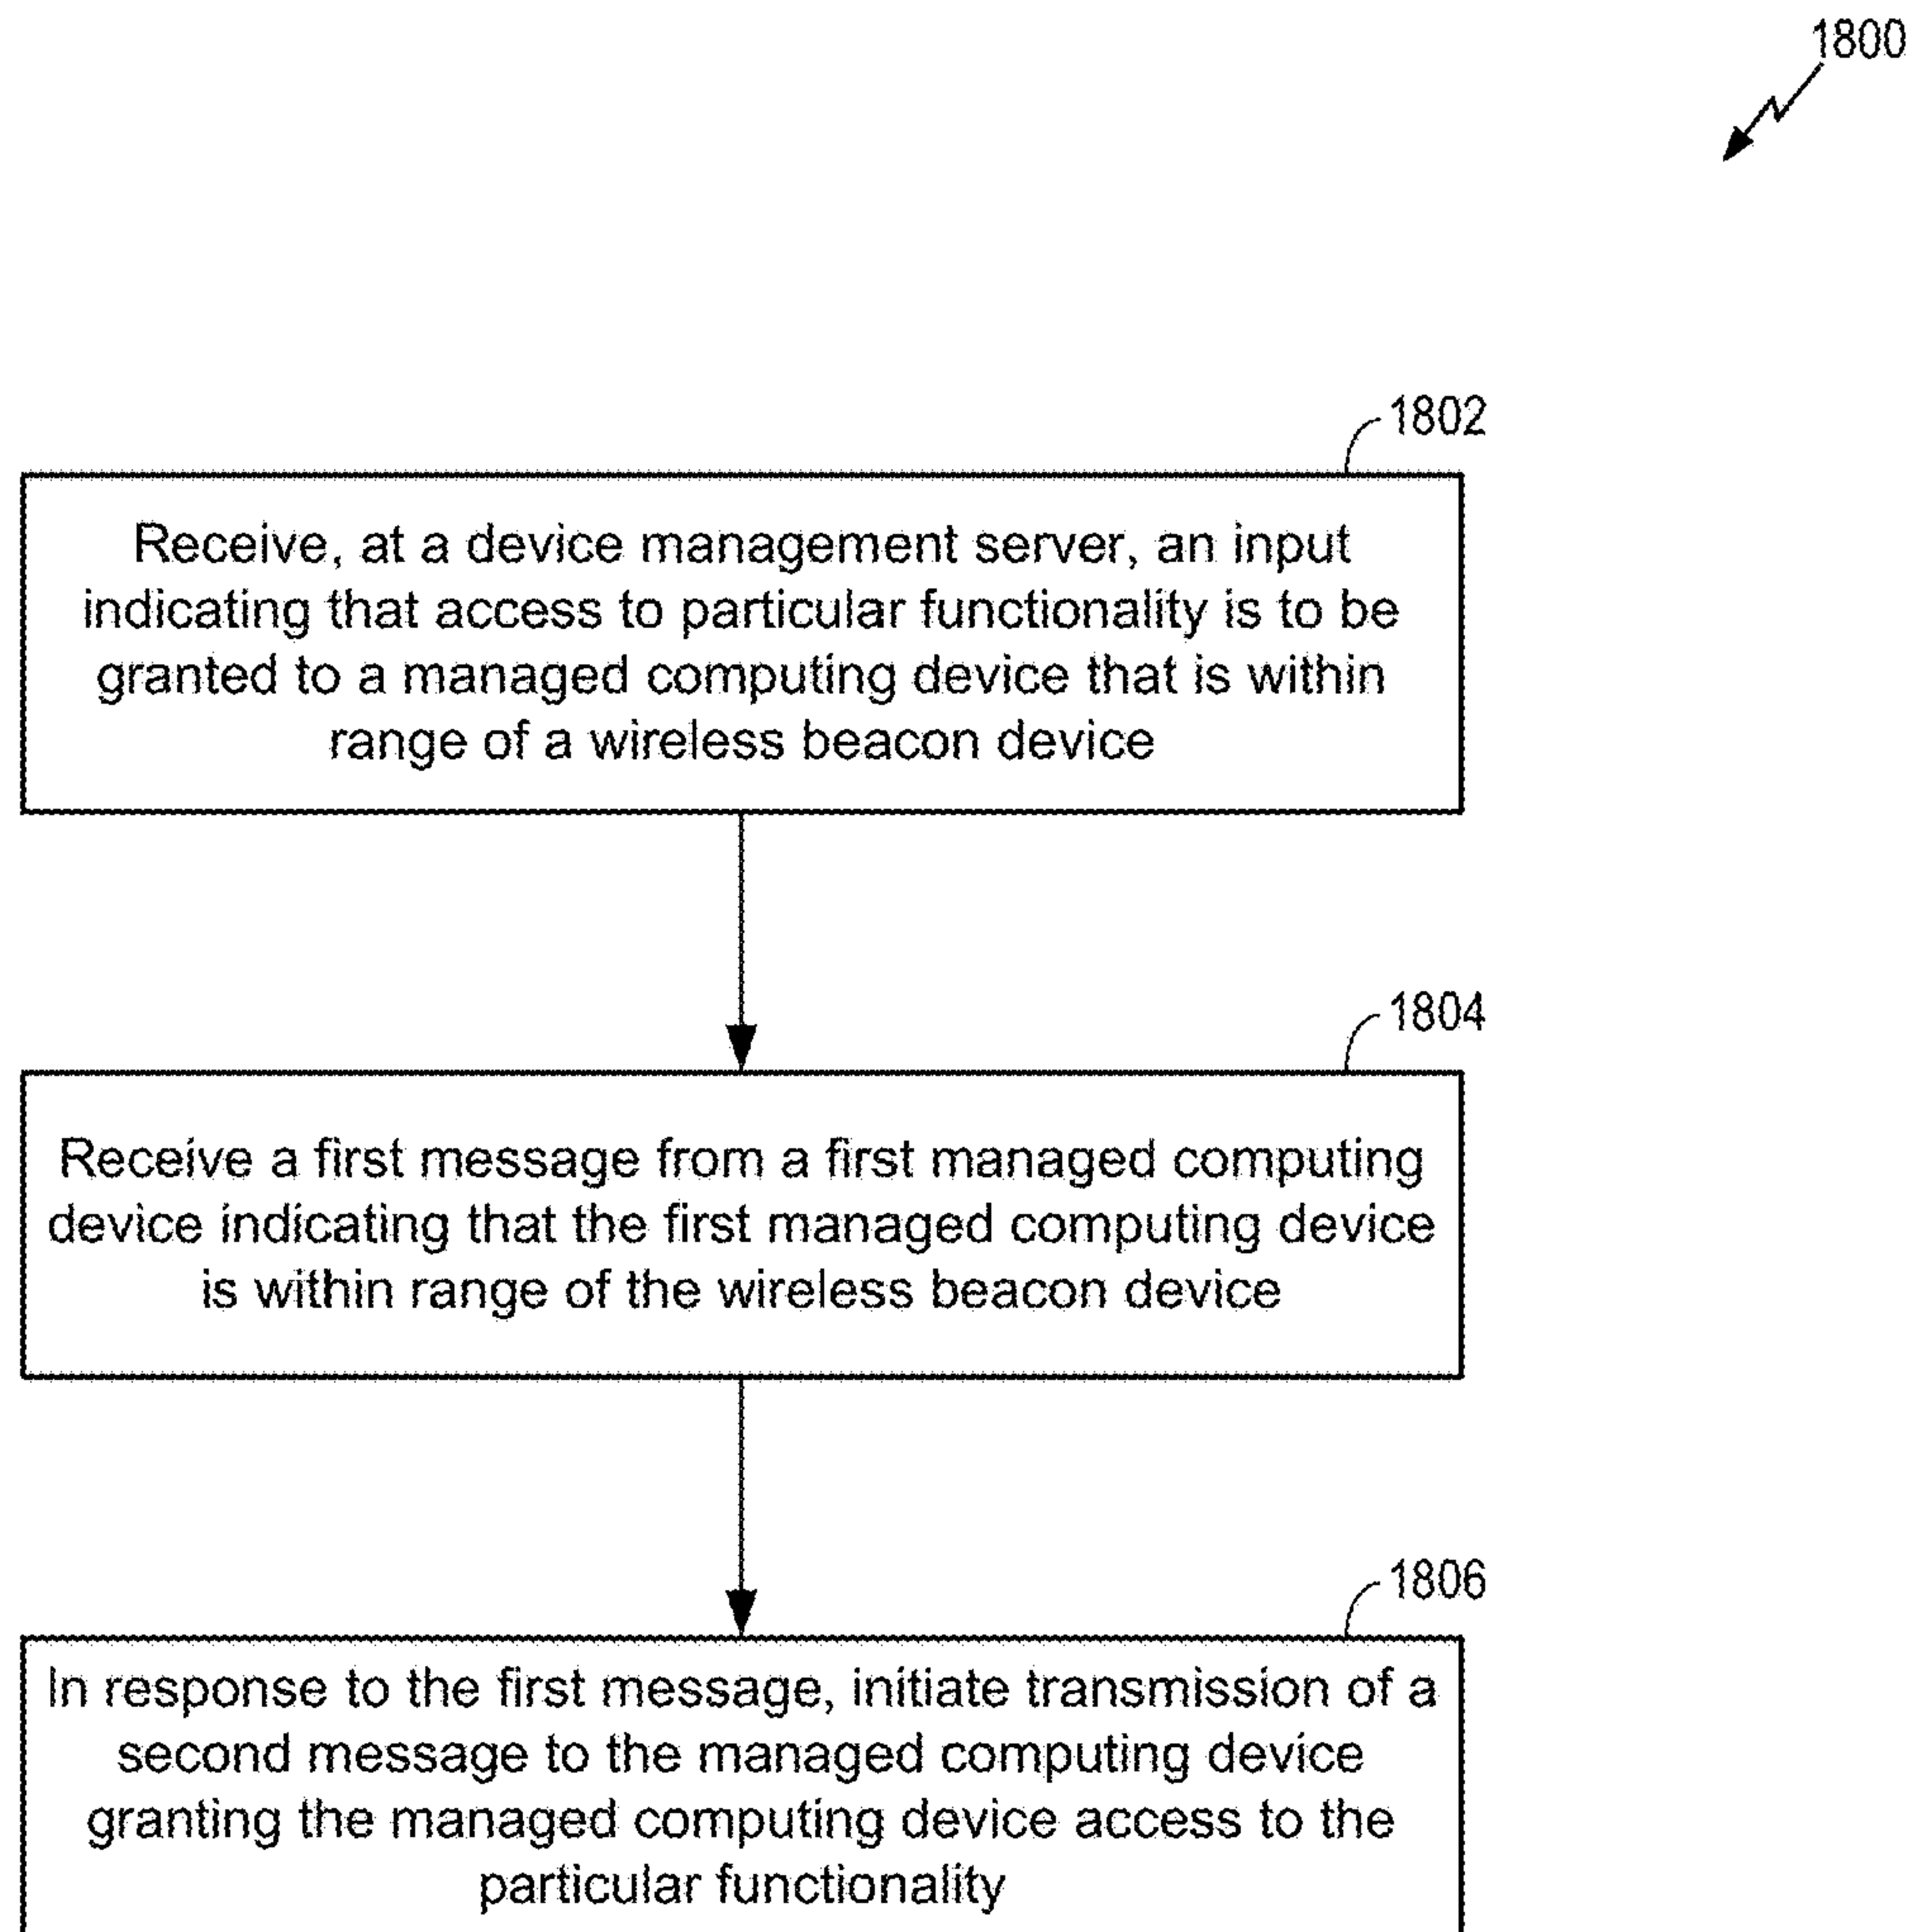 1800
1802
Receive, at a device management server, an input
indicating that access to particular functionality is to be
granted to a managed computing device that is within
range of a wireless beacon device
1804
Receive a first message from a first managed computing
device indicating that the first managed computing device
is within range of the wireless beacon device
1806
In response to the first message, initiate transmission of a
second message to the managed computing device
granting the managed computing device access to the
particular functionality